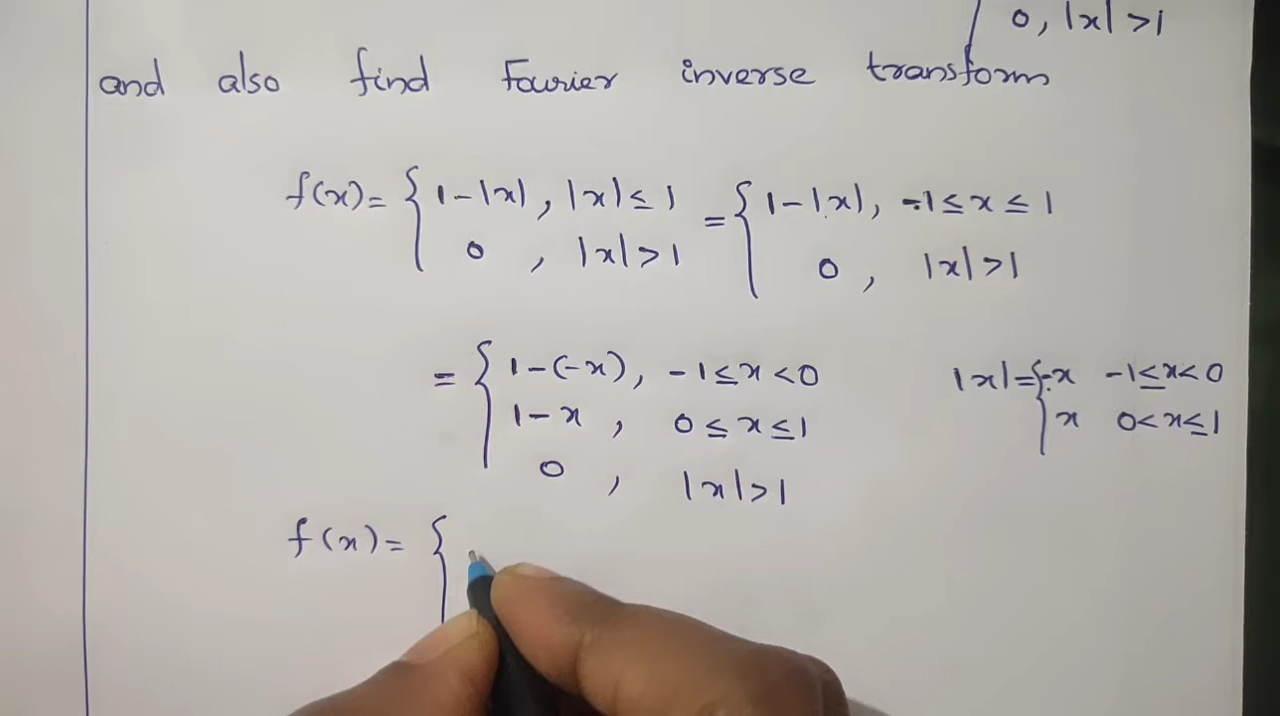 0, |x| >1
and also find Fourier inverse transform
f(x)= { 1-|x|, |x|≤1 = { 1-|x|, -1≤x≤1
0, |x|>1 0, |x|>1
= { 1-(-x), -1≤x<0 |x|={ -x -1≤x<0
1-x, 0≤x≤1 x 0<x≤1
0, |x|>1
f(x)= {